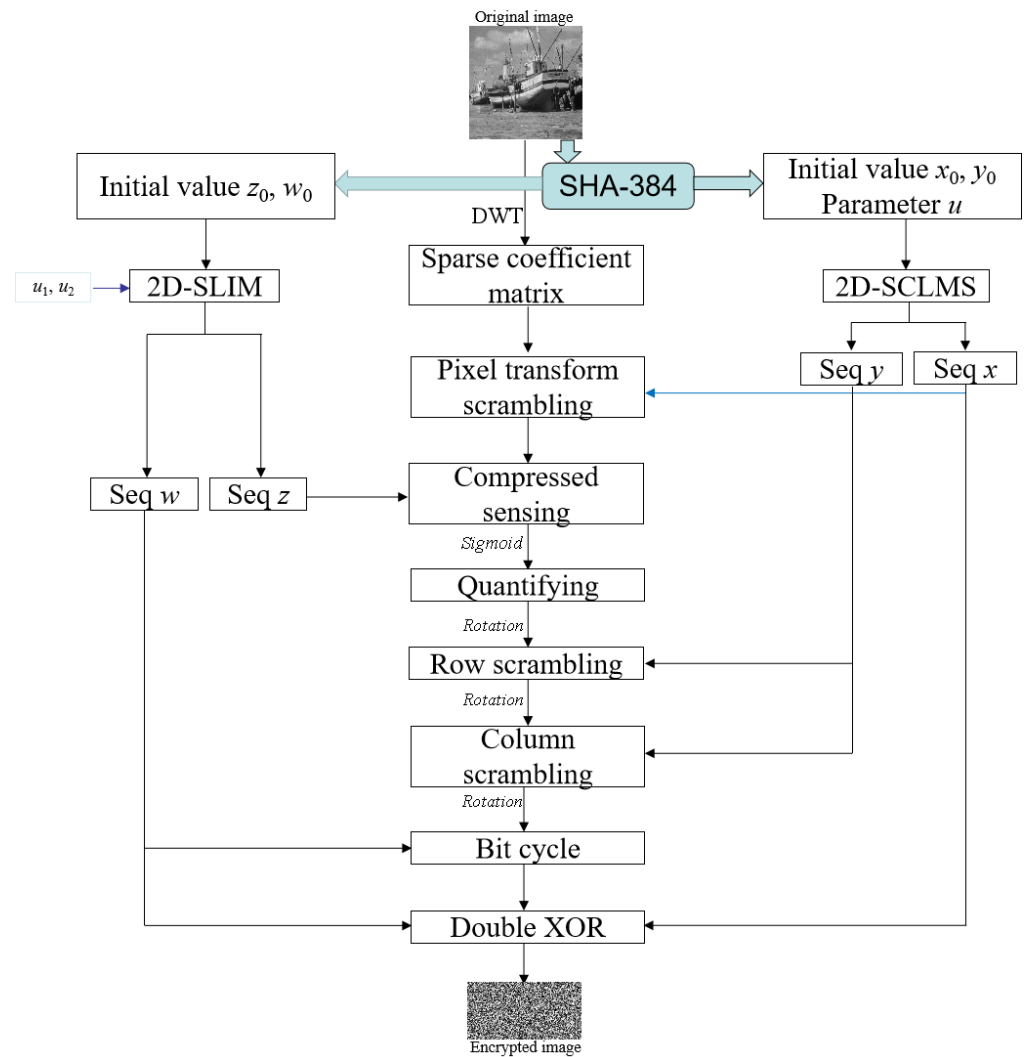 Original image
Initial value z₀, w₀
SHA-384
Initial value x₀, y₀
Parameter u
DWT
Sparse coefficient
matrix
u₁, u₂
2D-SLIM
2D-SCLMS
Pixel transform
scrambling
Seq y
Seq x
Seq w
Seq z
Compressed
sensing
Sigmoid
Quantifying
Rotation
Row scrambling
Rotation
Column
scrambling
Rotation
Bit cycle
Double XOR
Encrypted image